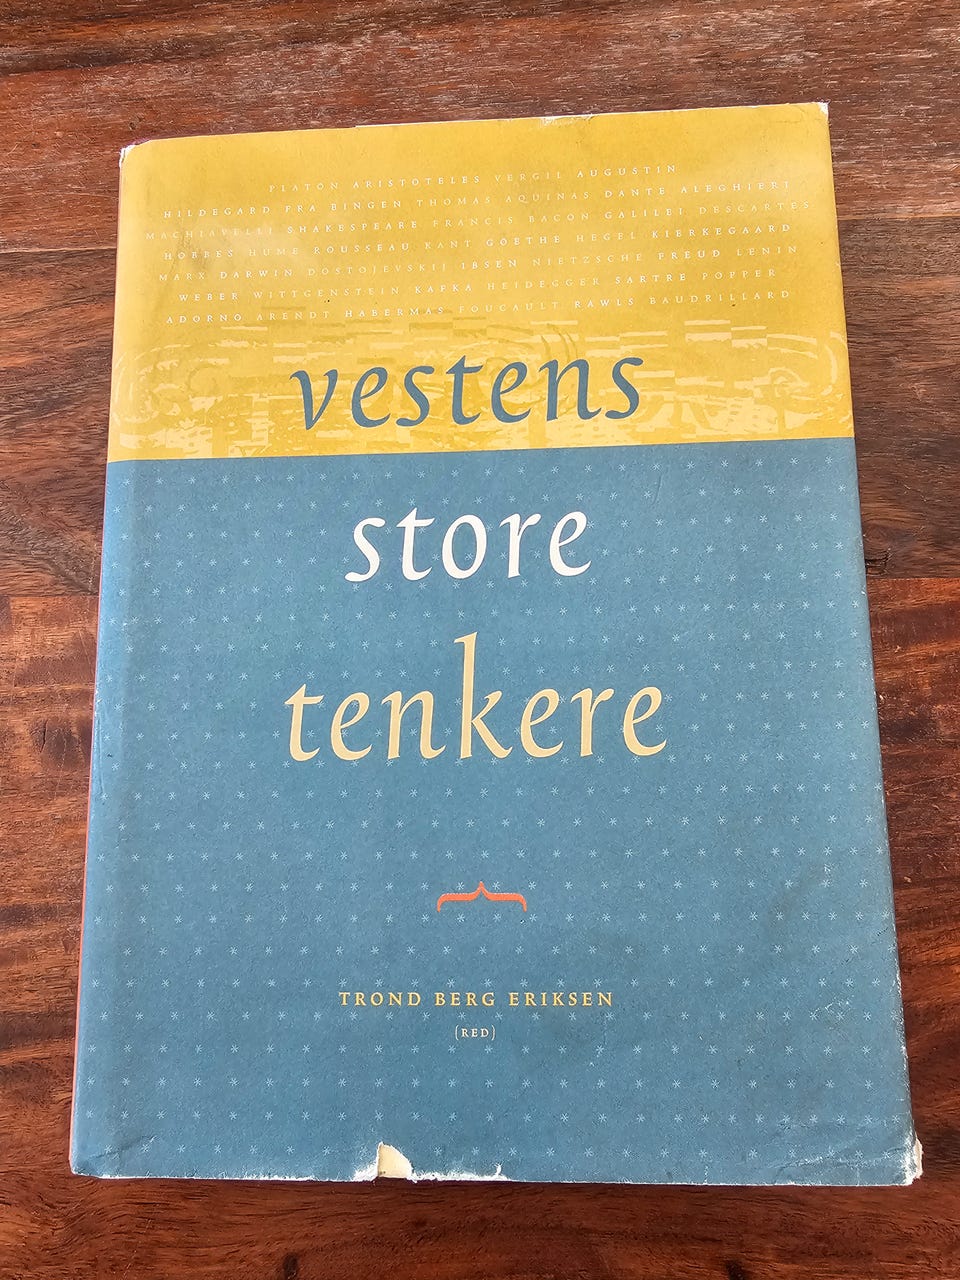 PLATON ARISTOTELES VERGIL AUGUSTIN
HILDEGARD FRA BINGEN THOMAS AQUINAS DANTE ALEGHIERI
MACHIAVELLI SHAKESPEARE FRANCIS BACON GALILEI DESCARTES
HOBBES HUME ROUSSEAU KANT GOETHE HEGEL KIERKEGAARD
MARX DARWIN DOSTOJEVSKIJ IBSEN NIETZSCHE FREUD LENIN
WEBER WITTGENSTEIN KAFKA HEIDEGGER SARTRE POPPER
ADORNO ARENDT HABERMAS FOUCAULT RAWLS BAUDRILLARD
vestens
store
tenkere
TROND BERG ERIKSEN
(RED)